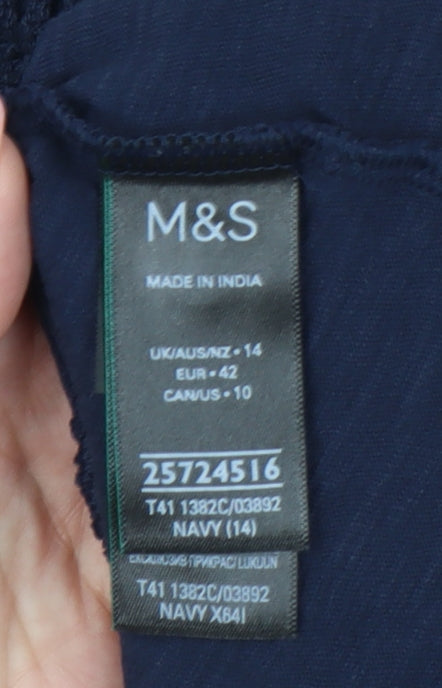 M&S
MADE IN INDIA
UK/AUS/NZ • 14
EUR • 42
CAN/US • 10
25724516
T41 1382C/03892
NAVY (14)
T41 1382C/03892
NAVY X64I